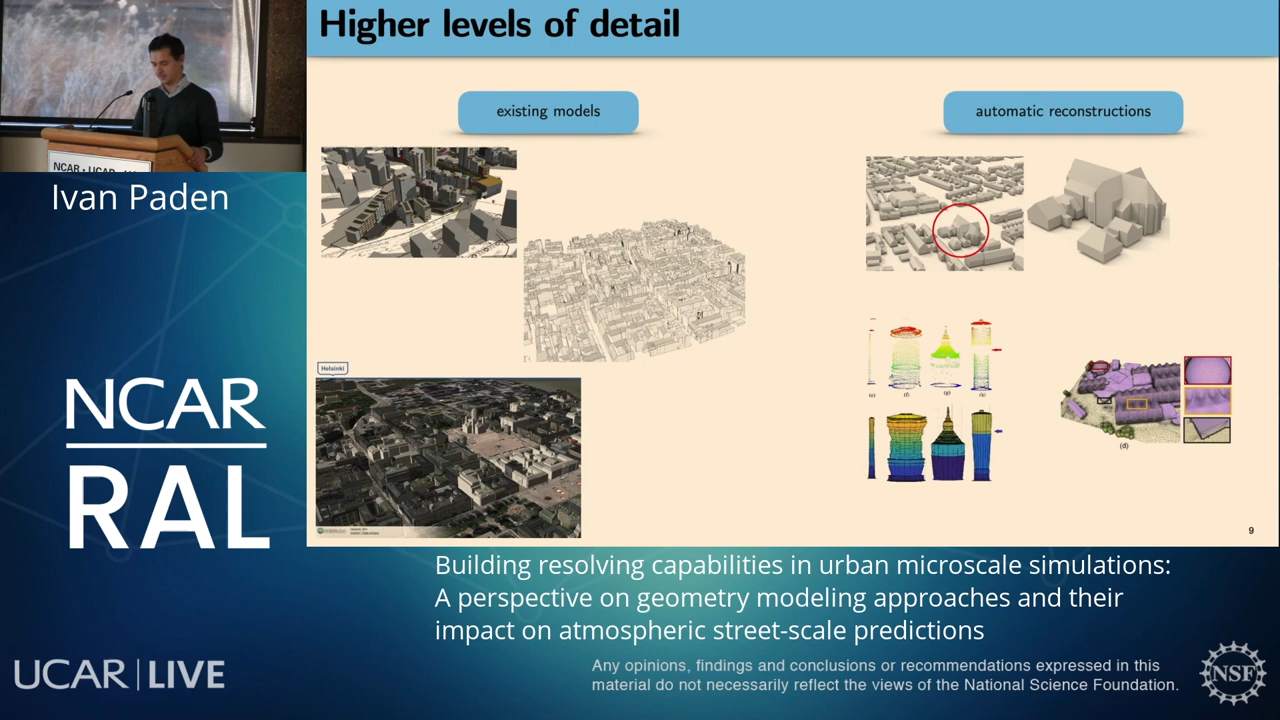 Higher levels of detail
existing models
automatic reconstructions
NCAR • UCAR
Ivan Paden
Helsinki
(e)
(f)
(g)
(h)
(d)
9
NCAR
RAL
Building resolving capabilities in urban microscale simulations:
A perspective on geometry modeling approaches and their
impact on atmospheric street-scale predictions
UCAR | LIVE
Any opinions, findings and conclusions or recommendations expressed in this
material do not necessarily reflect the views of the National Science Foundation.
NSF